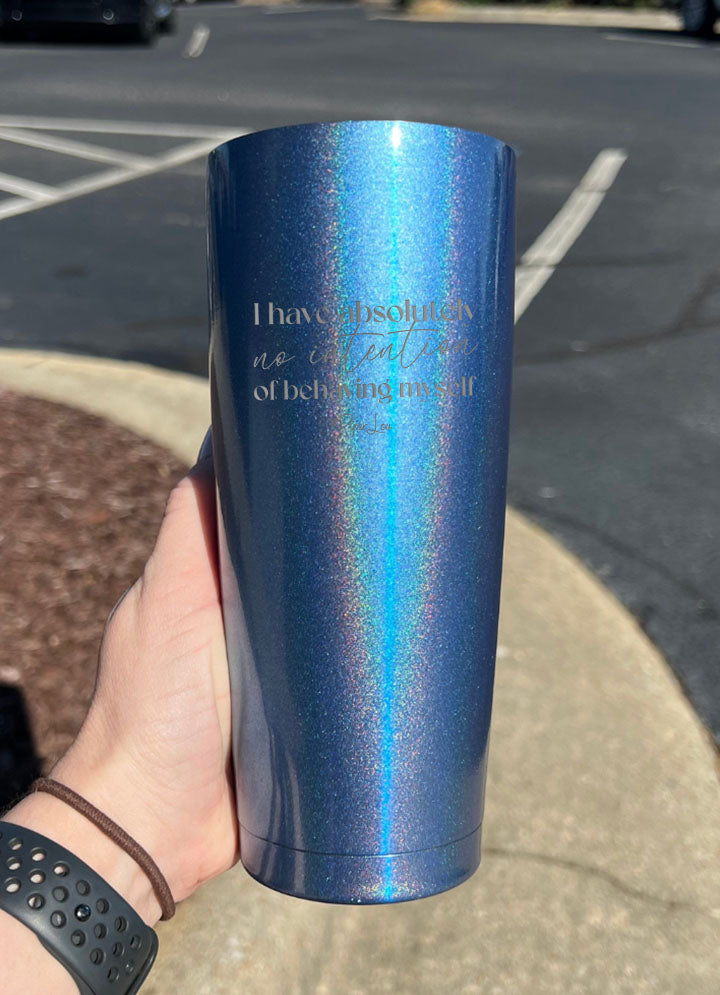 I have absolutely
no intention
of behaving myself